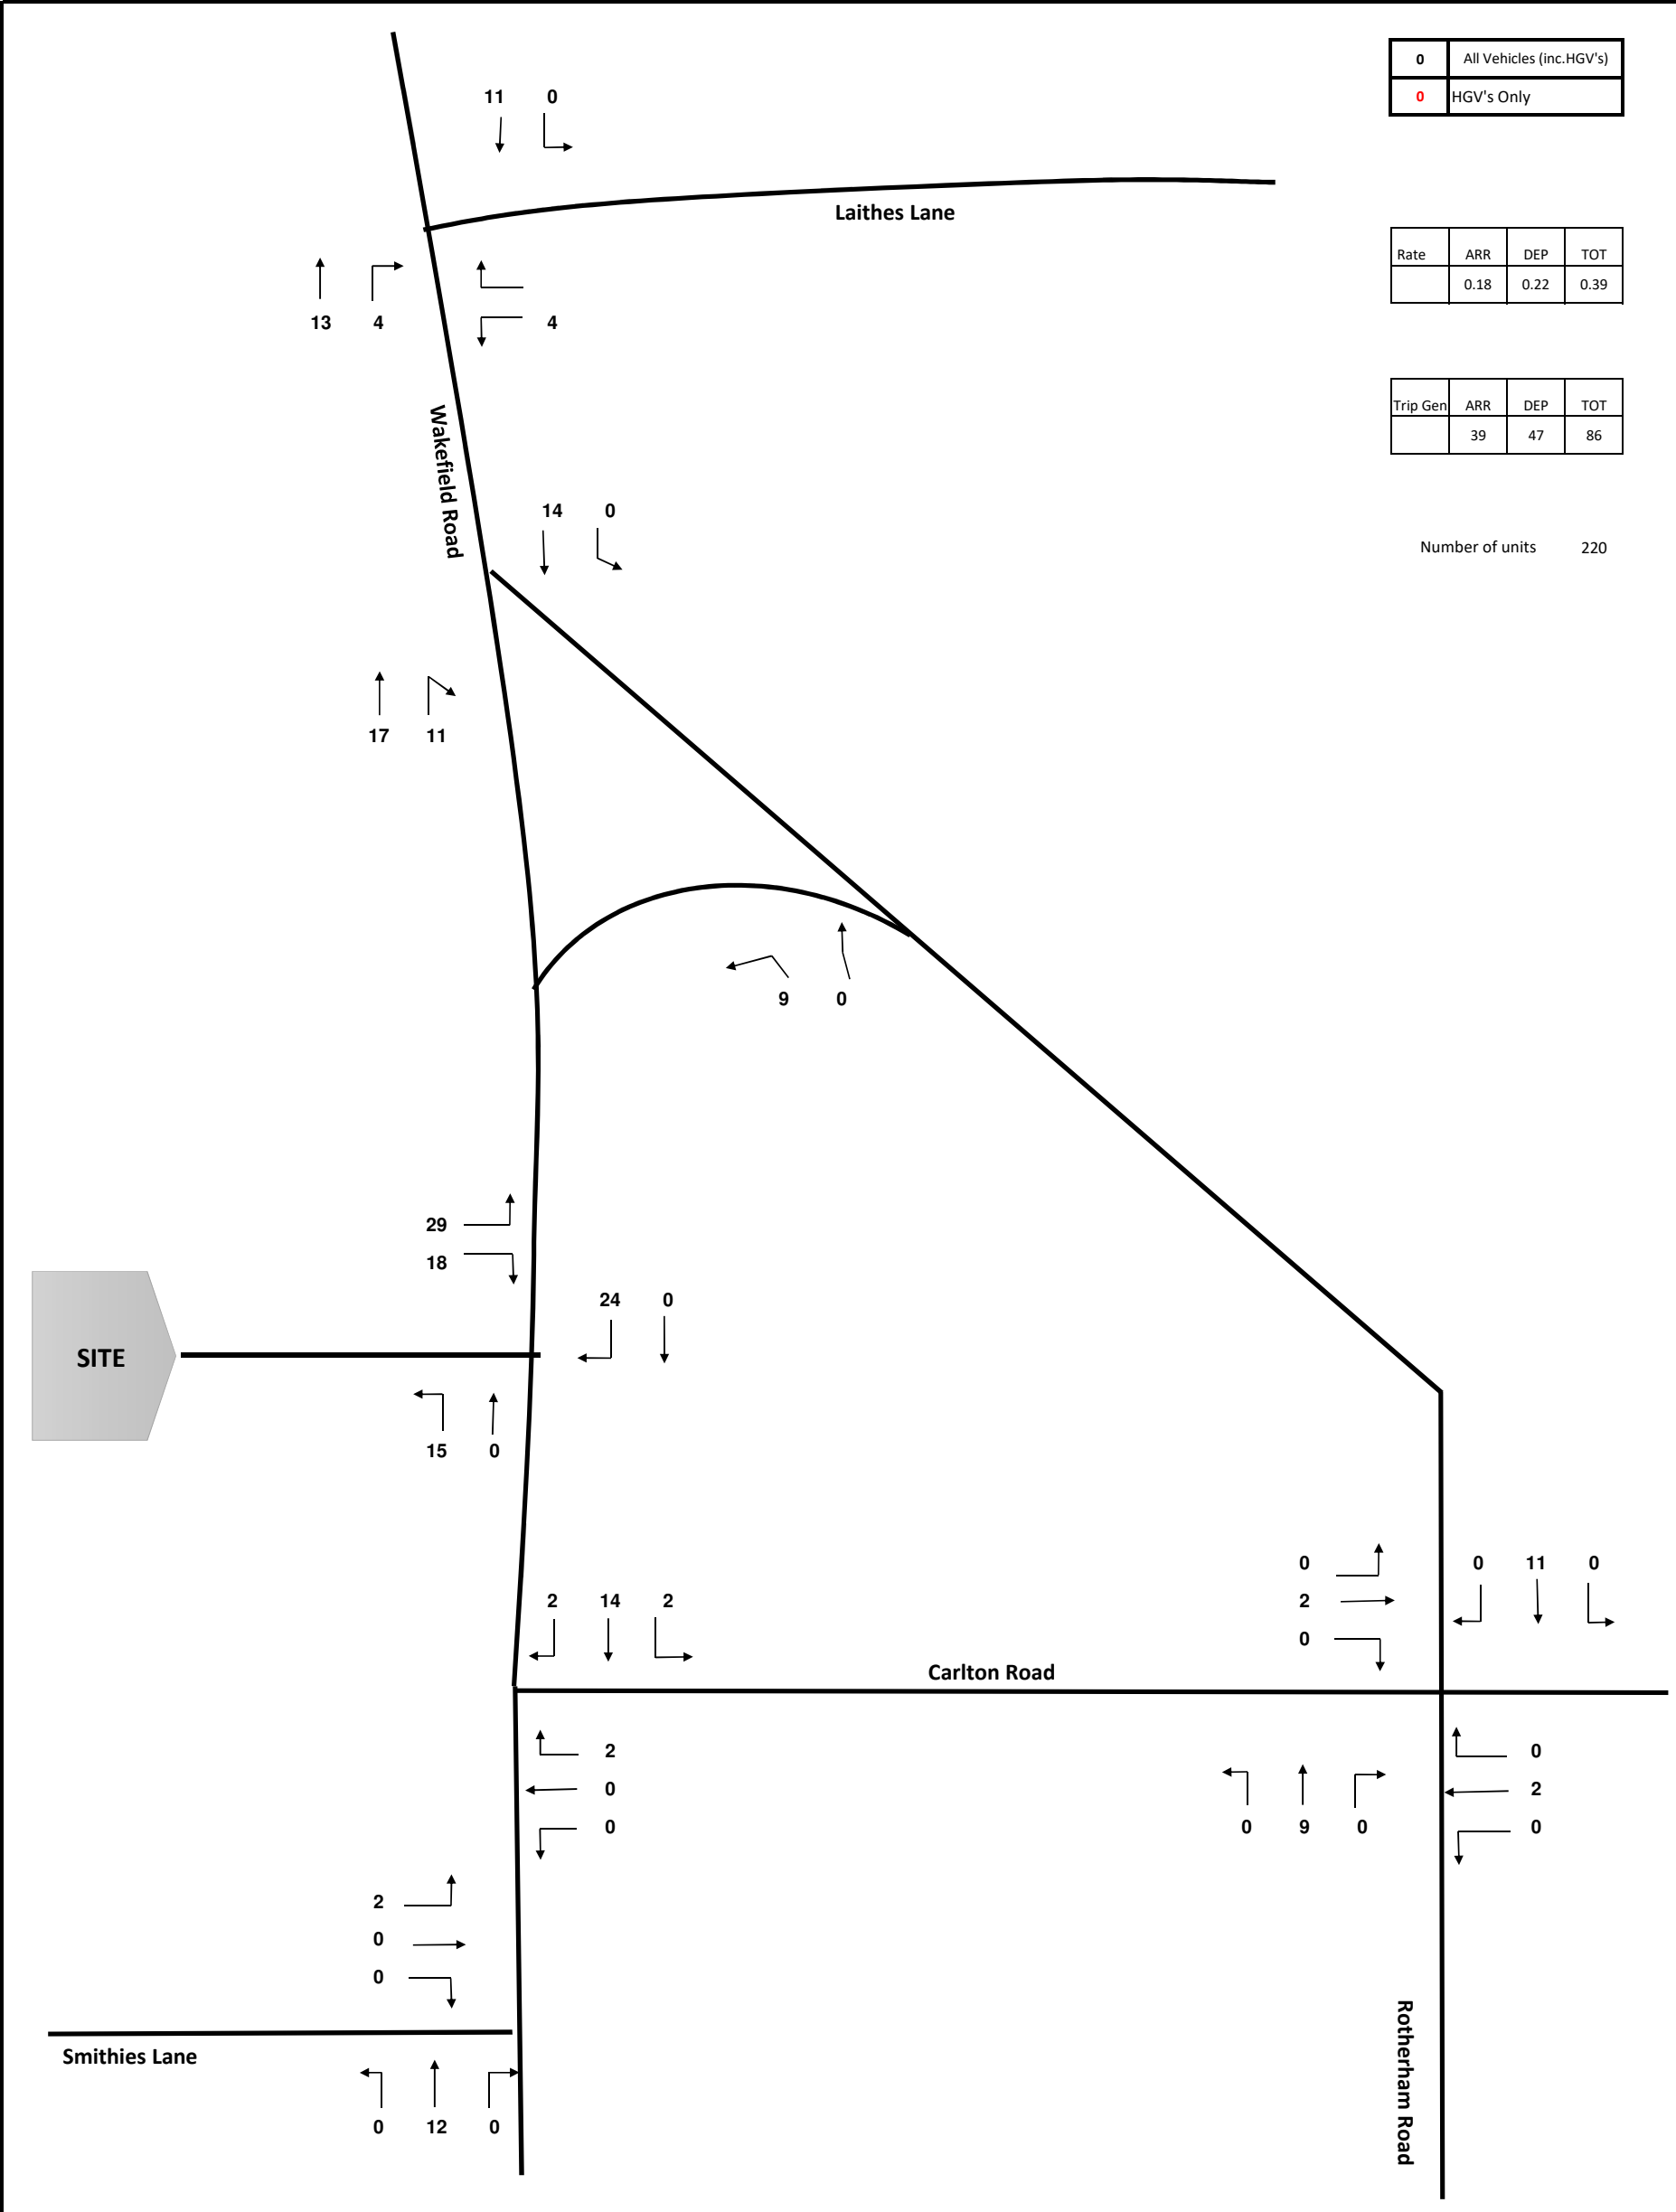 0 All Vehicles (inc.HGV's)
0 HGV's Only
11 0
Laithes Lane
Rate ARR DEP TOT
0.18 0.22 0.39
13 4 4
Trip Gen ARR DEP TOT
39 47 86
Wakefield Road
14 0
Number of units 220
17 11
9 0
29
18
24 0
SITE
15 0
0
2
0
0 11 0
2 14 2
Carlton Road
2
0
0
0 9 0
0
2
0
2
0
0
Smithies Lane
0 12 0
Rotherham Road